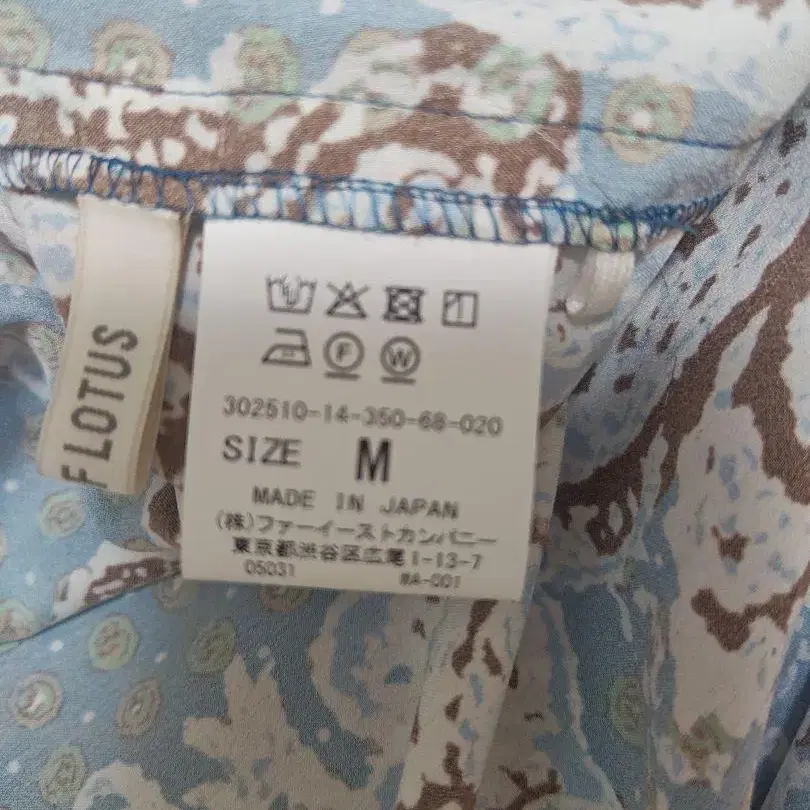 FLOTUS
F
W
302510-14-350-68-020
SIZE M
MADE IN JAPAN
(株)ファーイーストカンパニー
東京都渋谷区広尾1-13-7
05031 WA-001